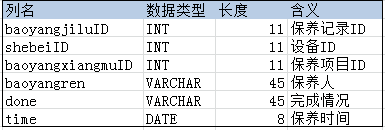 列名 数据类型 长度 含义
baoyangjiluID INT 11 保养记录ID
shebeiID INT 11 设备ID
baoyangxiangmuID INT 11 保养项目ID
baoyangren VARCHAR 45 保养人
done VARCHAR 45 完成情况
time DATE 8 保养时间